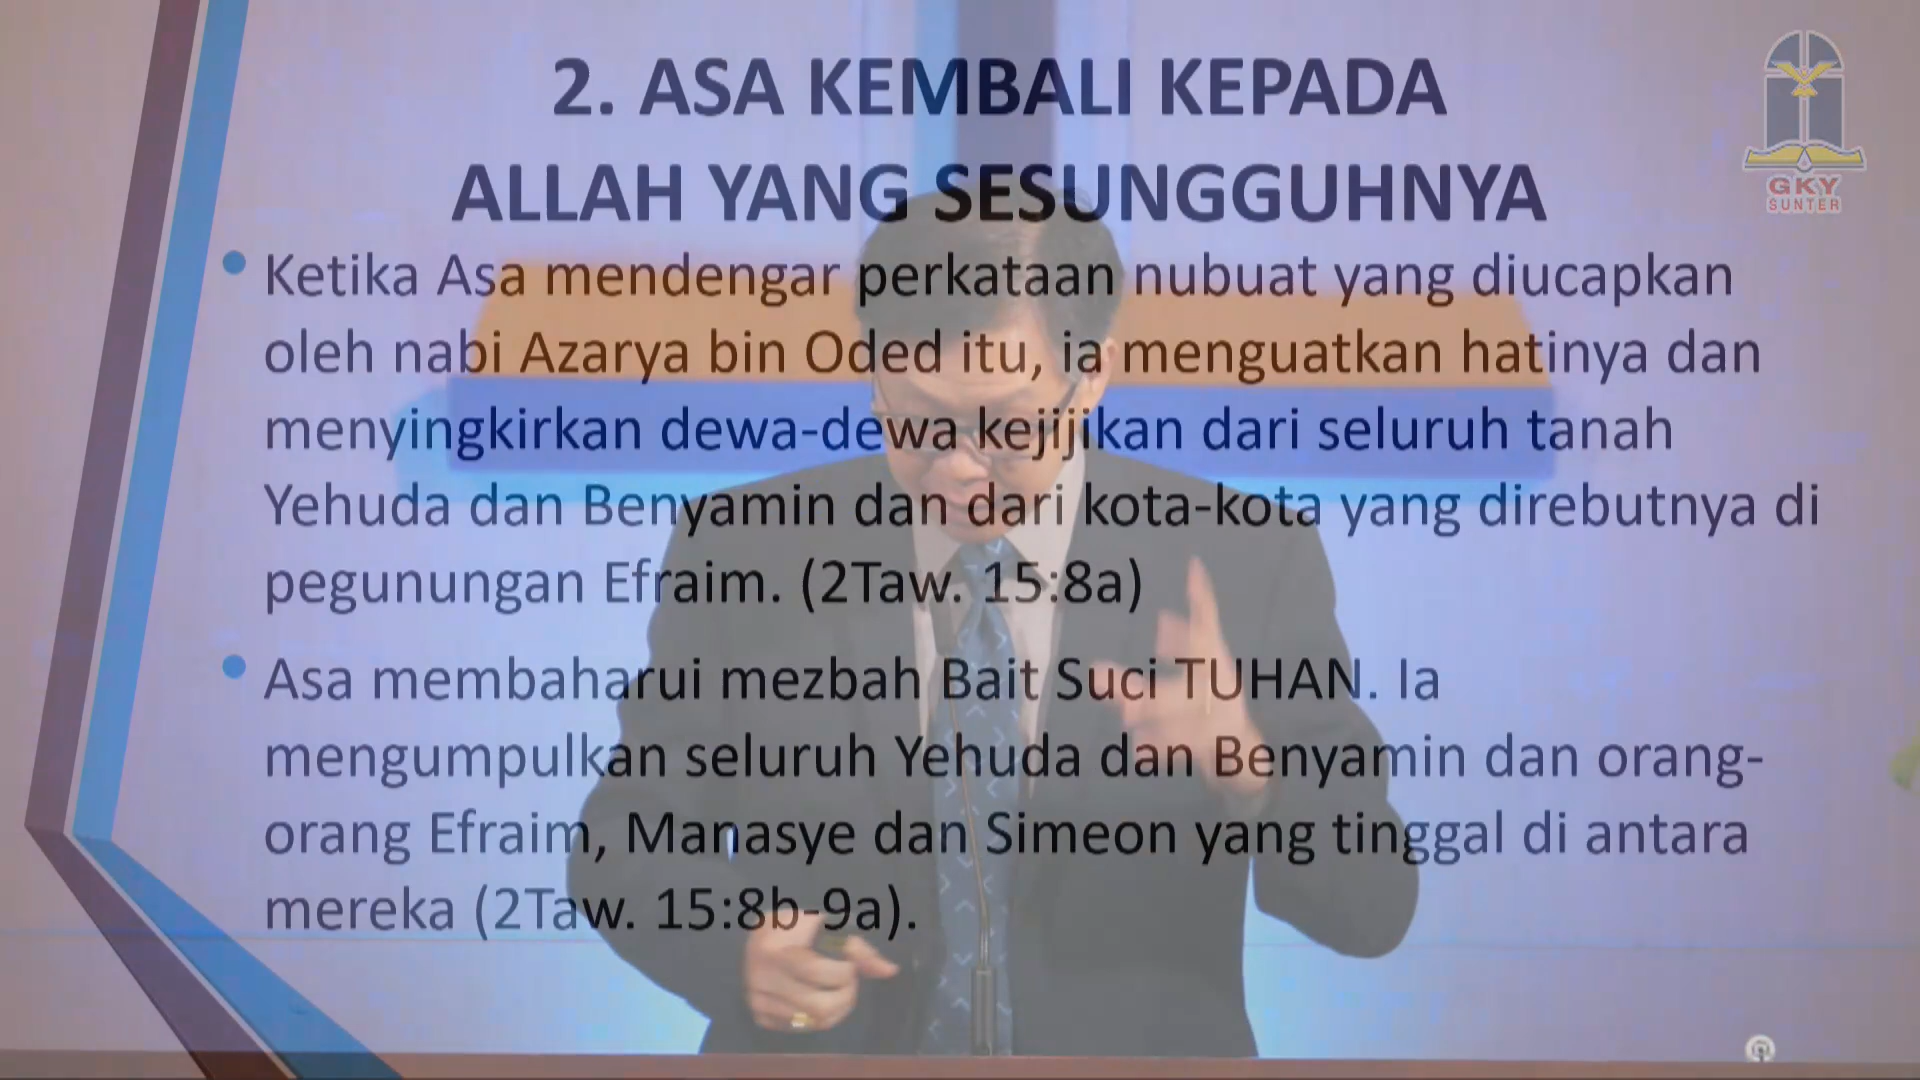 2. ASA KEMBALI KEPADA
ALLAH YANG SESUNGGUHNYA
GKY
SUNTER
• Ketika Asa mendengar perkataan nubuat yang diucapkan
oleh nabi Azarya bin Oded itu, ia menguatkan hatinya dan
menyingkirkan dewa-dewa kejijikan dari seluruh tanah
Yehuda dan Benyamin dan dari kota-kota yang direbutnya di
pegunungan Efraim. (2Taw. 15:8a)
• Asa membaharui mezbah Bait Suci TUHAN. Ia
mengumpulkan seluruh Yehuda dan Benyamin dan orang-
orang Efraim, Manasye dan Simeon yang tinggal di antara
mereka (2Taw. 15:8b-9a).